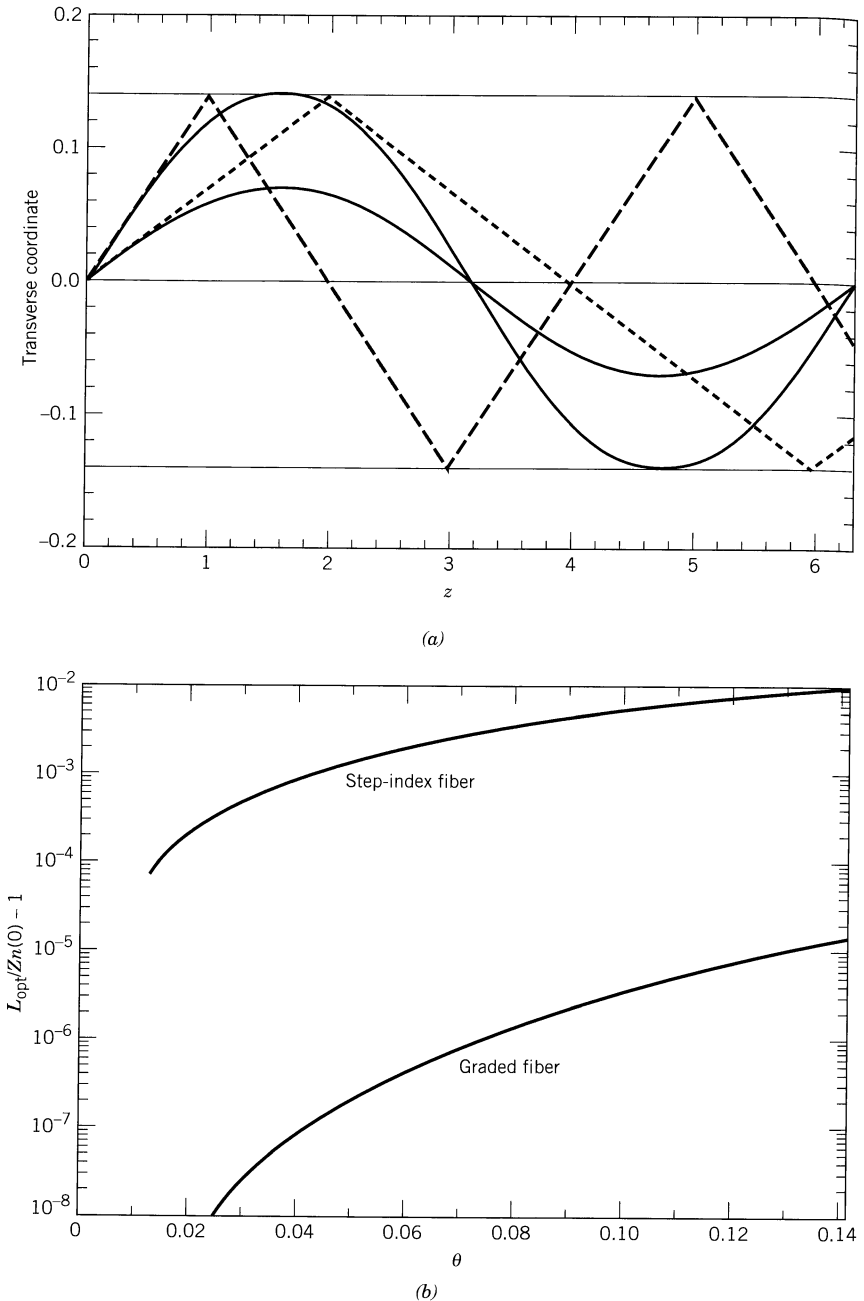 0.2
0.1
0.0
−0.1
−0.2
Transverse coordinate
0 1 2 3 4 5 6
z
(a)
10⁻²
10⁻³
10⁻⁴
10⁻⁵
10⁻⁶
10⁻⁷
10⁻⁸
L_opt/Zn(0) − 1
Step-index fiber
Graded fiber
0 0.02 0.04 0.06 0.08 0.10 0.12 0.14
θ
(b)